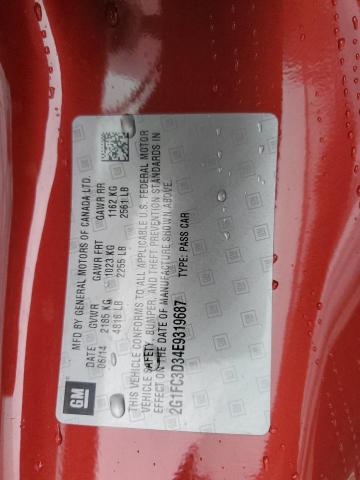 GM
MFD BY GENERAL MOTORS OF CANADA LTD.
DATE GVWR GAWR FRT GAWR RR
06/14 2185 KG 1023 KG 1162 KG
4816 LB 2255 LB 2561 LB
THIS VEHICLE CONFORMS TO ALL APPLICABLE U.S. FEDERAL MOTOR
VEHICLE SAFETY, BUMPER, AND THEFT PREVENTION STANDARDS IN
EFFECT ON THE DATE OF MANUFACTURE SHOWN ABOVE.
2G1FC3D34E9319687 TYPE: PASS CAR